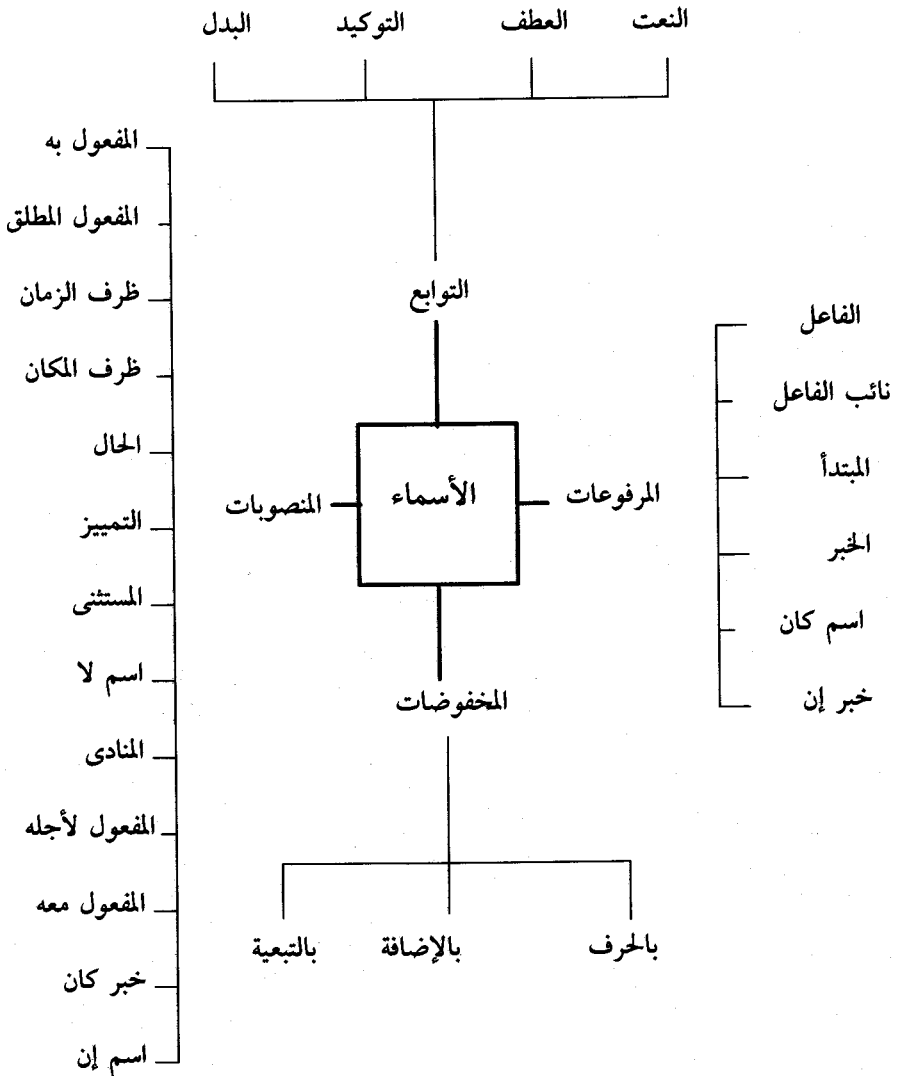 النعت
العطف
التوكيد
البدل
التوابع
الأسماء
المرفوعات
الفاعل
نائب الفاعل
المبتدأ
الخبر
اسم كان
خبر إن
المنصوبات
المفعول به
المفعول المطلق
ظرف الزمان
ظرف المكان
الحال
التمييز
المستثنى
اسم لا
المنادى
المفعول لأجله
المفعول معه
خبر كان
اسم إن
المخفوضات
بالحرف
بالإضافة
بالتبعية